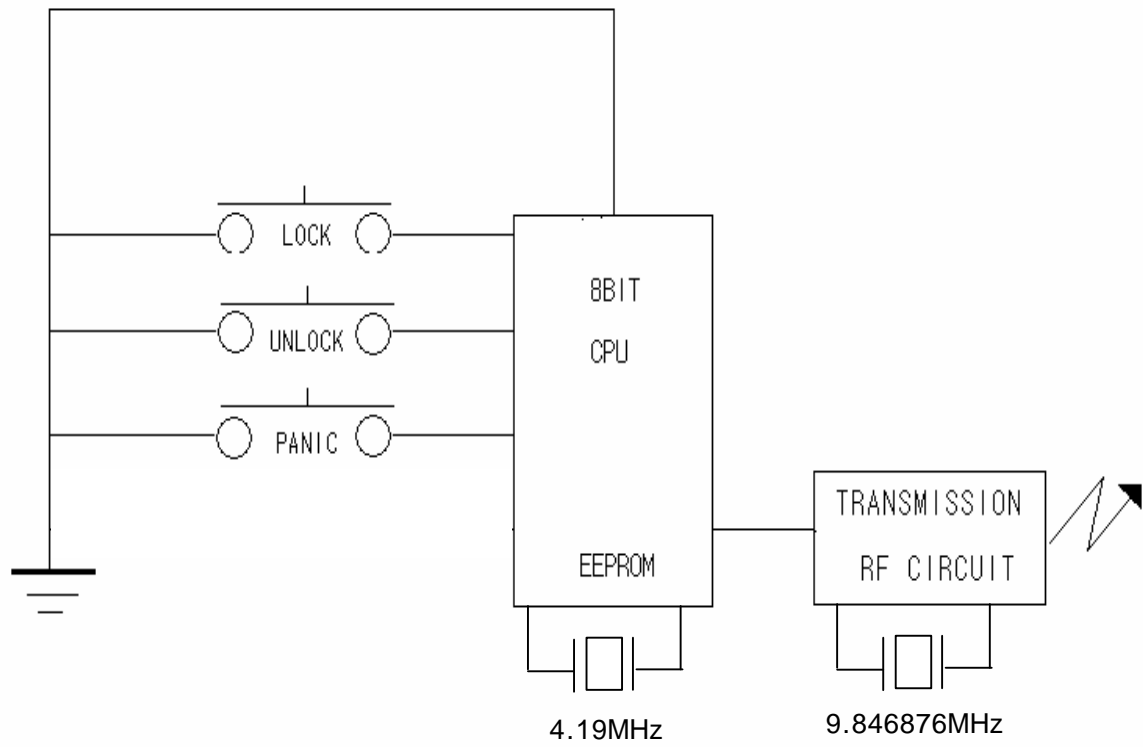 LOCK
UNLOCK
PANIC
8BIT
CPU
EEPROM
TRANSMISSION
RF CIRCUIT
4.19MHz
9.846876MHz